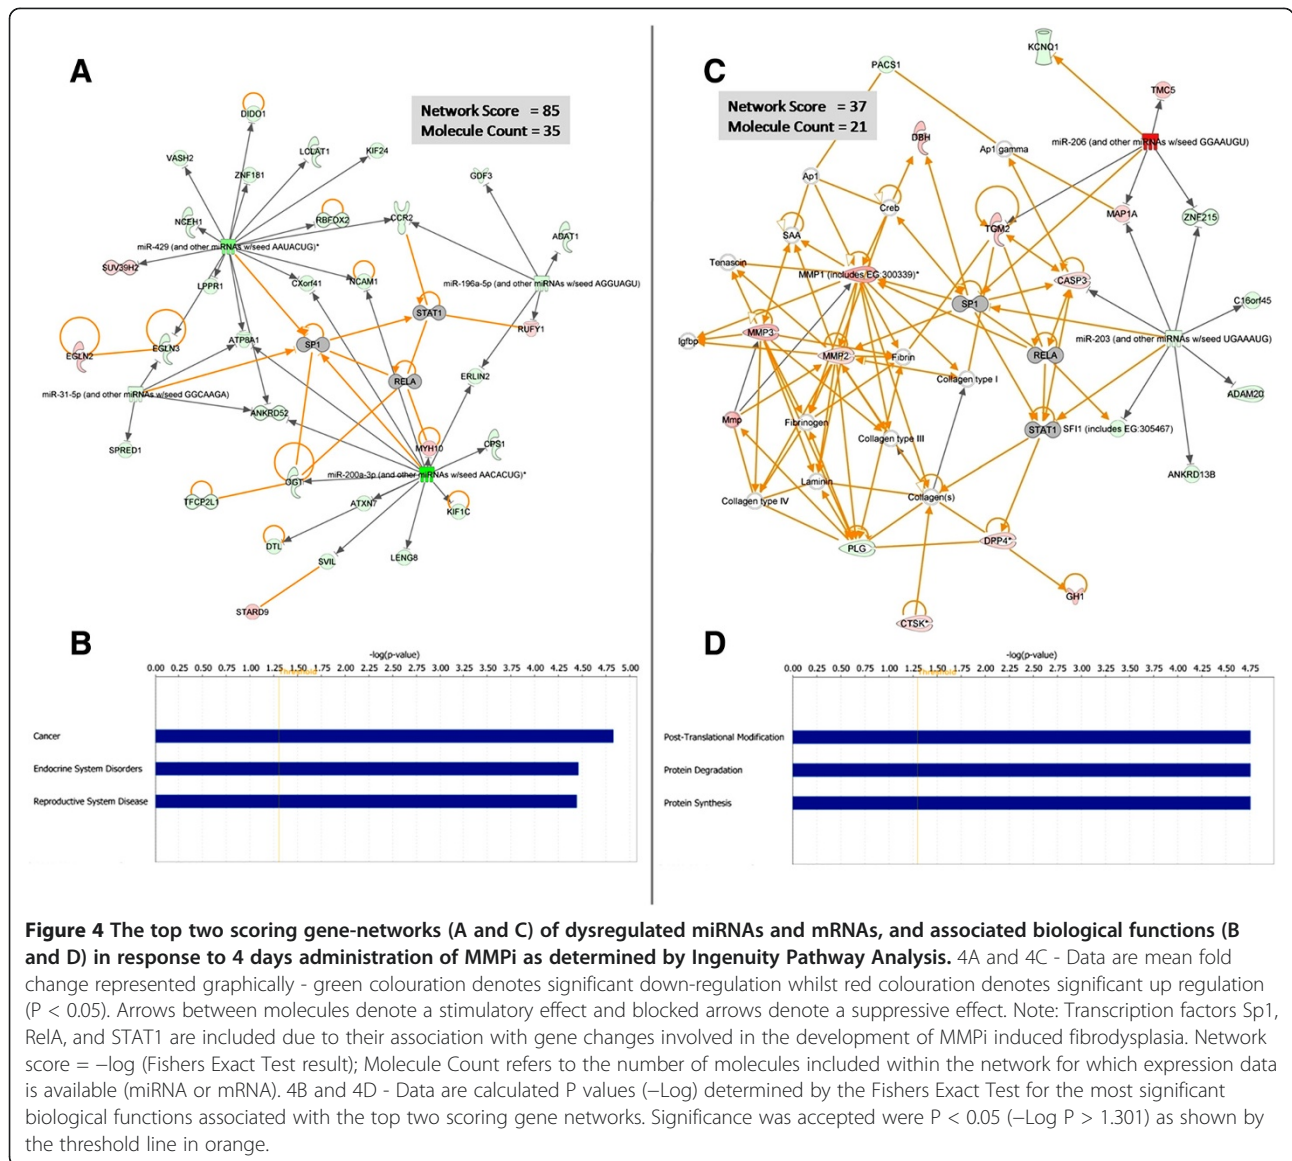 A
Network Score = 85
Molecule Count = 35
DIDO1
VASH2
LCLAT1
KIF24
ZNF181
GDF3
NCEH1
RBFOX2
CCR2
ADAT1
miR-429 (and other miRNAs w/seed AAUACUG)*
SUV39H2
LPPR1
CXorf41
NCAM1
miR-196a-5p (and other miRNAs w/seed AGGUAGU)
STAT1
RUFY1
EGLN2
EGLN3
ATP8A1
SP1
RELA
ERLIN2
miR-31-5p (and other miRNAs w/seed GGCAAGA)
ANKRD52
SPRED1
MYH10
CPS1
miR-200a-3p (and other miRNAs w/seed AACACUG)*
OGT
TFCP2L1
ATXN7
KIF1C
DTL
SVIL
LENG8
STARD9
C
Network Score = 37
Molecule Count = 21
KCNQ1
PACS1
TMC5
DBH
Ap1 gamma
miR-206 (and other miRNAs w/seed GGAAUGU)
Ap1
Creb
MAP1A
ZNF215
TGM2
SAA
Tenascin
MMP1 (includes EG:300339)*
CASP3
SP1
C16orf45
MMP3
Igfbp
MMP2
Fibrin
RELA
miR-203 (and other miRNAs w/seed UGAAAUG)
Collagen type I
ADAM20
Mmp
Fibrinogen
Collagen type III
STAT1
SFI1 (includes EG:305467)
ANKRD13B
Laminin
Collagen type IV
Collagen(s)
PLG
DPP4*
GH1
CTSK*
B
-log(p-value)
0.00 0.25 0.50 0.75 1.00 1.25 1.50 1.75 2.00 2.25 2.50 2.75 3.00 3.25 3.50 3.75 4.00 4.25 4.50 4.75 5.00
Threshold
Cancer
Endocrine System Disorders
Reproductive System Disease
D
-log(p-value)
0.00 0.25 0.50 0.75 1.00 1.25 1.50 1.75 2.00 2.25 2.50 2.75 3.00 3.25 3.50 3.75 4.00 4.25 4.50 4.75
Threshold
Post-Translational Modification
Protein Degradation
Protein Synthesis
Figure 4 The top two scoring gene-networks (A and C) of dysregulated miRNAs and mRNAs, and associated biological functions (B
and D) in response to 4 days administration of MMPi as determined by Ingenuity Pathway Analysis. 4A and 4C - Data are mean fold
change represented graphically - green colouration denotes significant down-regulation whilst red colouration denotes significant up regulation
(P < 0.05). Arrows between molecules denote a stimulatory effect and blocked arrows denote a suppressive effect. Note: Transcription factors Sp1,
RelA, and STAT1 are included due to their association with gene changes involved in the development of MMPi induced fibrodysplasia. Network
score = −log (Fishers Exact Test result); Molecule Count refers to the number of molecules included within the network for which expression data
is available (miRNA or mRNA). 4B and 4D - Data are calculated P values (−Log) determined by the Fishers Exact Test for the most significant
biological functions associated with the top two scoring gene networks. Significance was accepted were P < 0.05 (−Log P > 1.301) as shown by
the threshold line in orange.